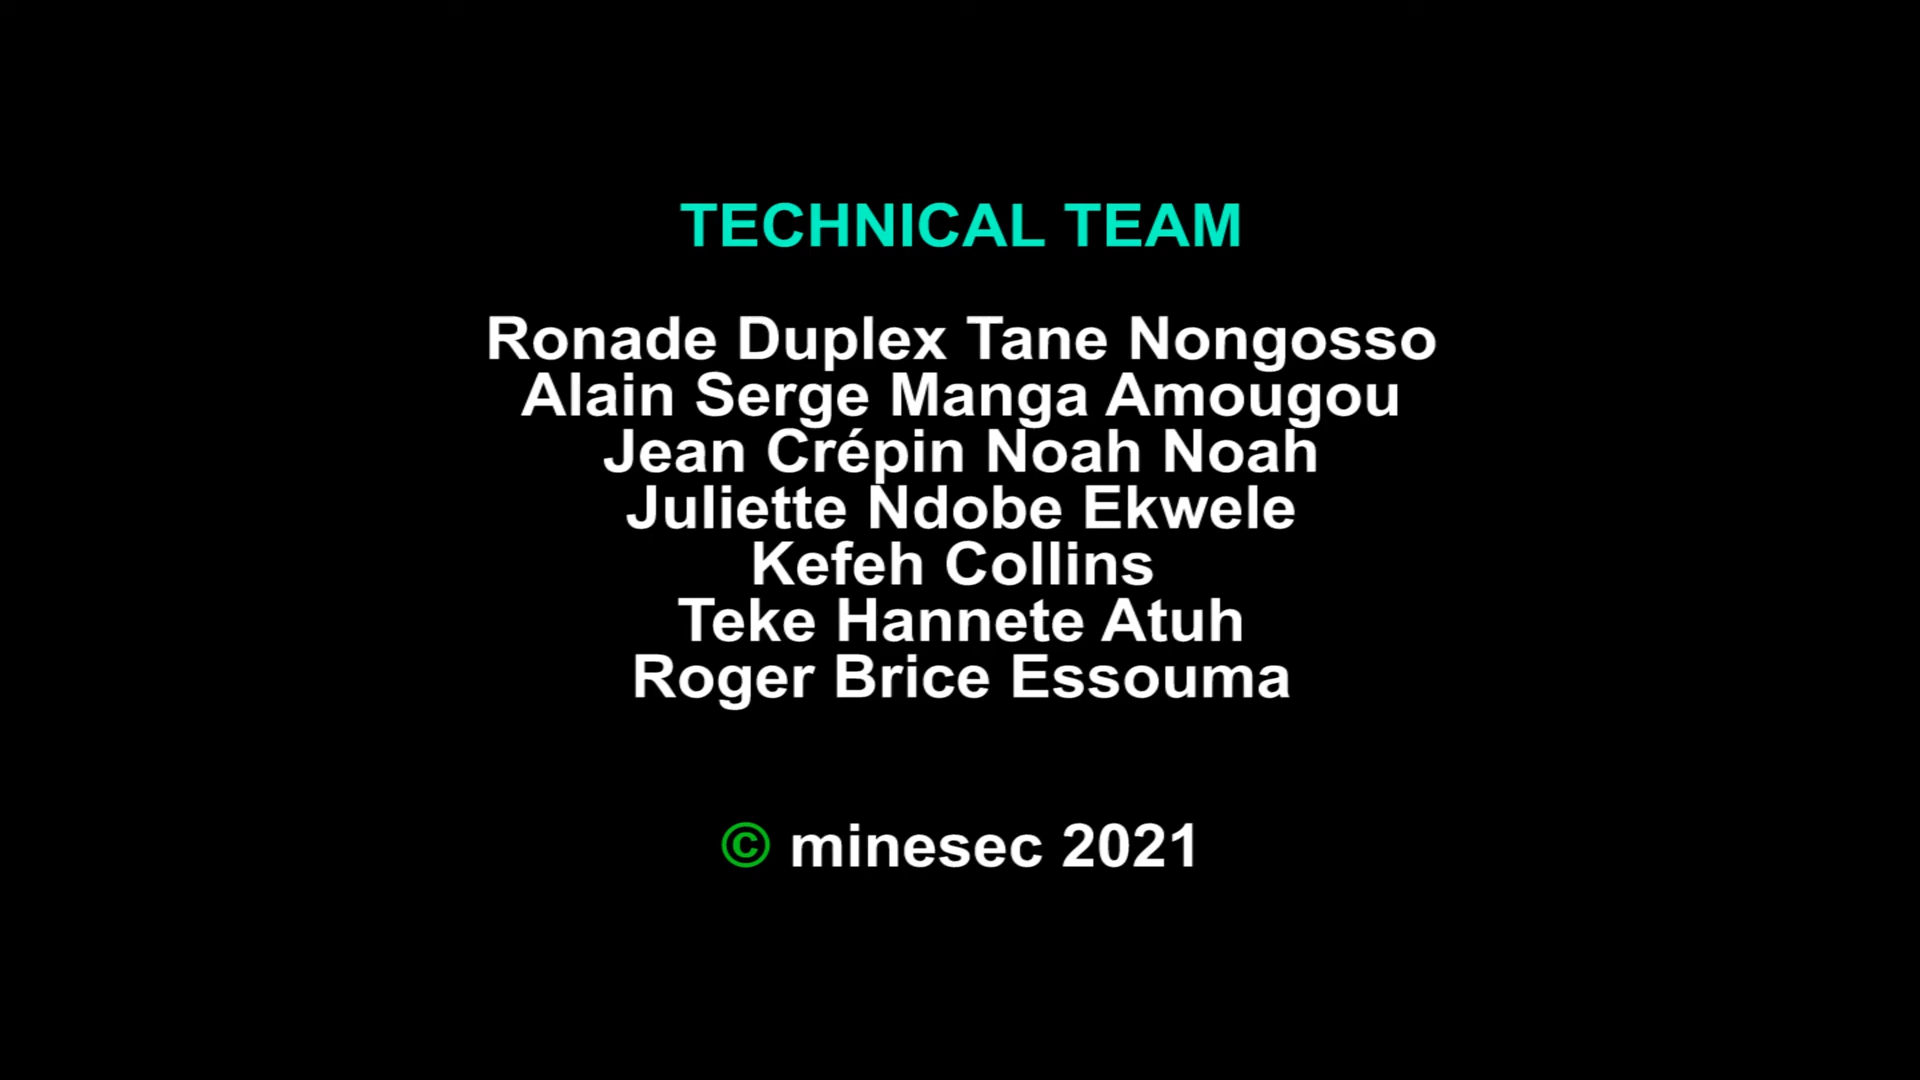 TECHNICAL TEAM
Ronade Duplex Tane Nongosso
Alain Serge Manga Amougou
Jean Crépin Noah Noah
Juliette Ndobe Ekwele
Kefeh Collins
Teke Hannete Atuh
Roger Brice Essouma
© minesec 2021